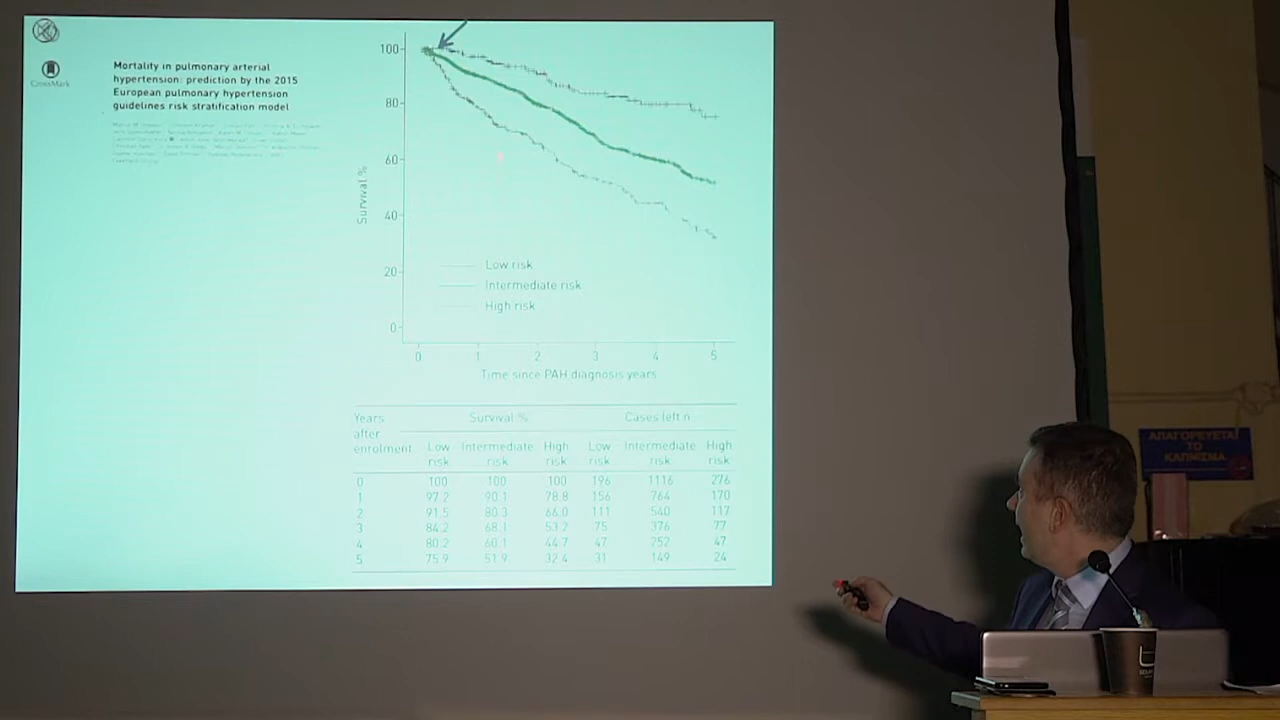 CrossMark
Mortality in pulmonary arterial
hypertension: prediction by the 2015
European pulmonary hypertension
guidelines risk stratification model
100
80
60
40
20
0
Survival %
Low risk
Intermediate risk
High risk
0 1 2 3 4 5
Time since PAH diagnosis years
Years after enrolment Survival % Cases left n
Low risk Intermediate risk High risk Low risk Intermediate risk High risk
0 100 100 100 196 1116 276
1 97.2 90.1 78.8 156 764 170
2 91.5 80.3 66.0 111 540 117
3 84.2 68.1 53.2 75 376 77
4 80.2 60.1 44.7 47 252 47
5 75.9 51.9 32.4 31 149 24
ΑΠΑΓΟΡΕΥΕΤΑΙ
ΤΟ
ΚΑΠΝΙΣΜΑ